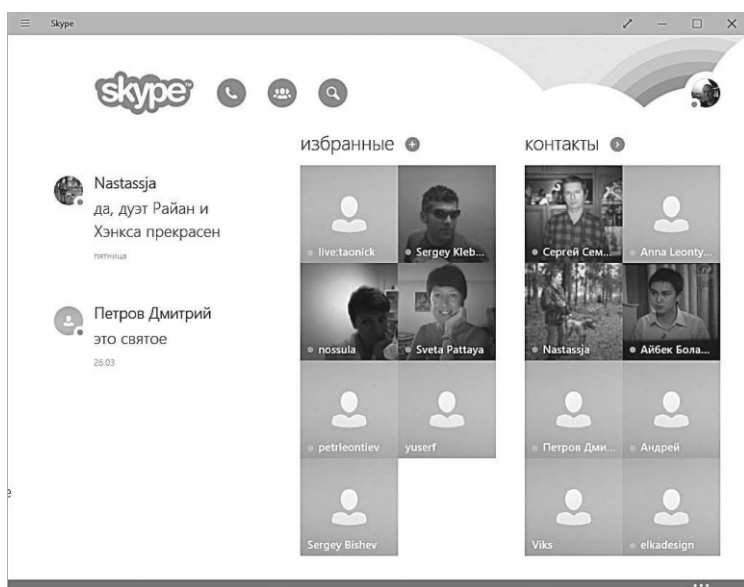 Skype
skype™
Nastassja
да, дуэт Райан и
Хэнкса прекрасен
пятница
Петров Дмитрий
это святое
26.03
избранные
live:taonick
Sergey Kleb...
nossula
Sveta Pattaya
petrleontiev
yuserf
Sergey Bishev
контакты
Сергей Сем...
Anna Leonty...
Nastassja
Айбек Бола...
Петров Дми...
Андрей
Viks
elkadesign
е